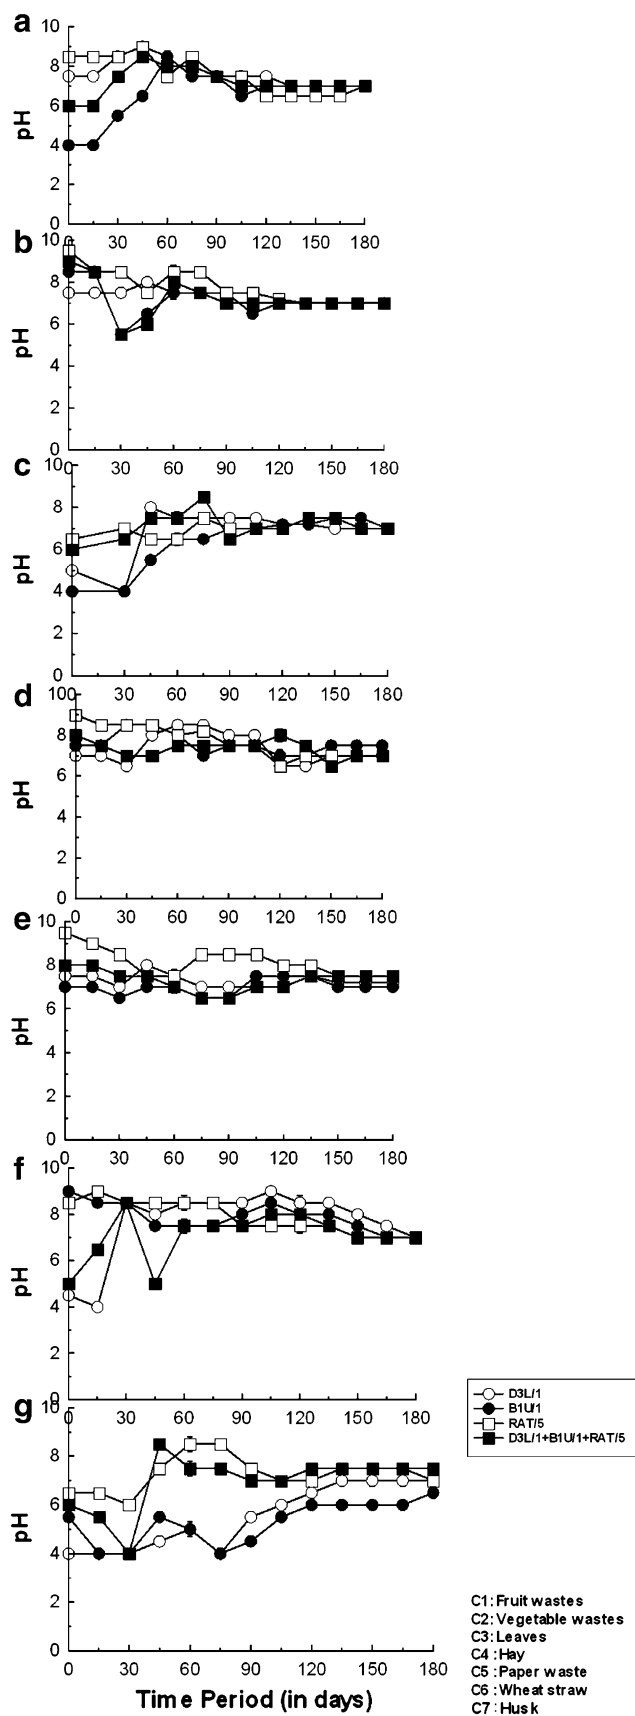 a
10
8
6
4
2
0
pH
0 30 60 90 120 150 180
b
10
8
6
4
2
0
pH
0 30 60 90 120 150 180
c
10
8
6
4
2
0
pH
0 30 60 90 120 150 180
d
10
8
6
4
2
0
pH
0 30 60 90 120 150 180
e
10
8
6
4
2
0
pH
0 30 60 90 120 150 180
f
10
8
6
4
2
0
pH
0 30 60 90 120 150 180
D3L/1
B1U/1
RAT/5
D3L/1+B1U/1+RAT/5
g
10
8
6
4
2
0
pH
0 30 60 90 120 150 180
Time Period (in days)
C1: Fruit wastes
C2: Vegetable wastes
C3: Leaves
C4: Hay
C5: Paper waste
C6: Wheat straw
C7: Husk